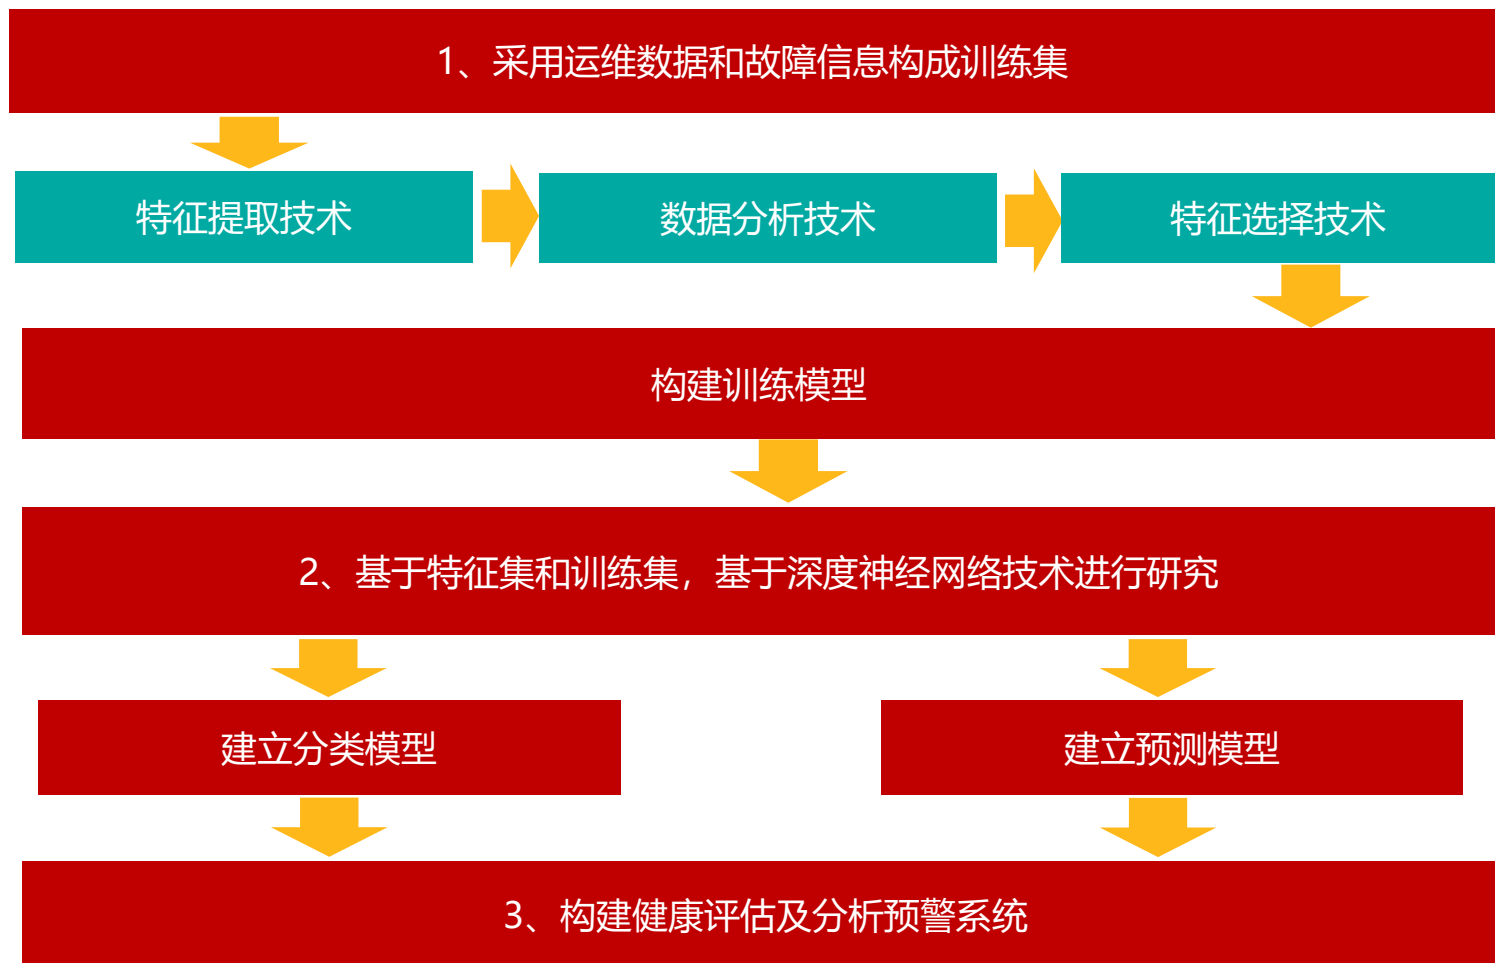 1、采用运维数据和故障信息构成训练集
特征提取技术
数据分析技术
特征选择技术
构建训练模型
2、基于特征集和训练集，基于深度神经网络技术进行研究
建立分类模型
建立预测模型
3、构建健康评估及分析预警系统